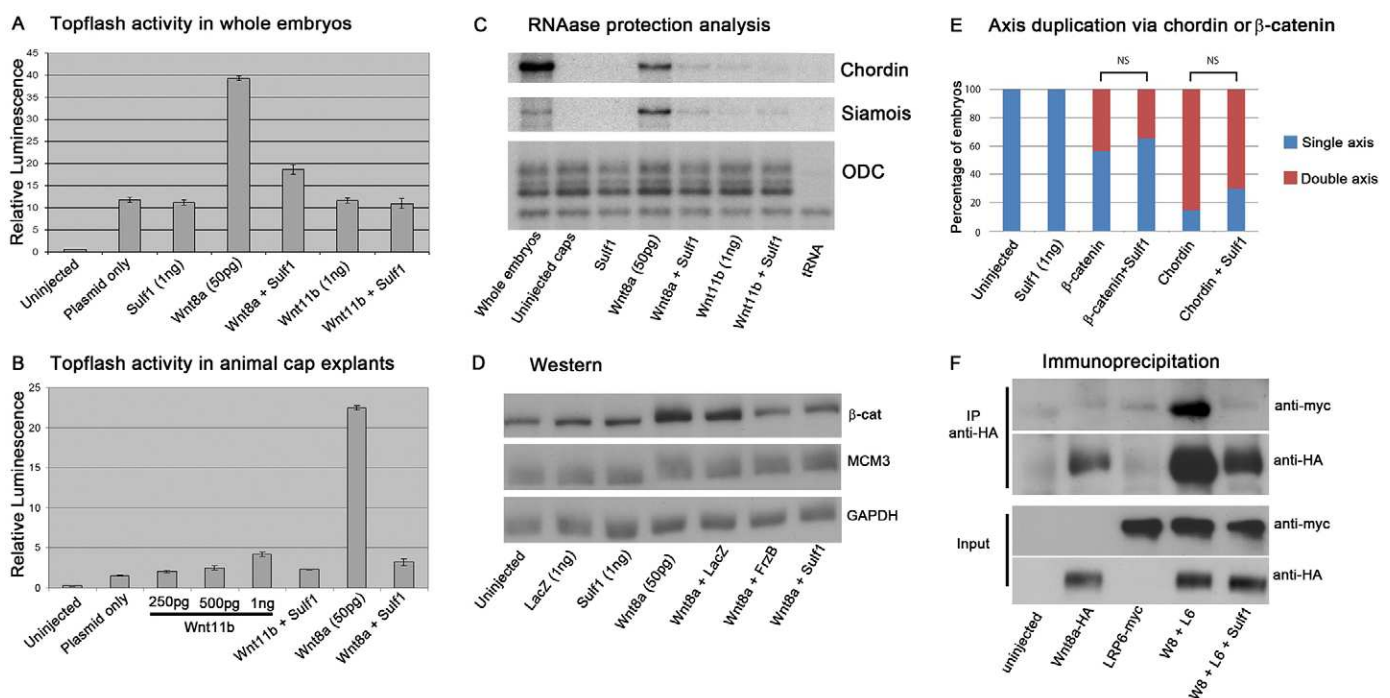 A Topflash activity in whole embryos
Relative Luminescence
45
40
35
30
25
20
15
10
5
0
Uninjected
Plasmid only
Sulf1 (1ng)
Wnt8a (50pg)
Wnt8a + Sulf1
Wnt11b (1ng)
Wnt11b + Sulf1
B Topflash activity in animal cap explants
Relative Luminescence
25
20
15
10
5
0
Uninjected
Plasmid only
250pg 500pg 1ng
Wnt11b
Wnt11b + Sulf1
Wnt8a (50pg)
Wnt8a + Sulf1
C RNAase protection analysis
Chordin
Siamois
ODC
Whole embryos
Uninjected caps
Sulf1
Wnt8a (50pg)
Wnt8a + Sulf1
Wnt11b (1ng)
Wnt11b + Sulf1
tRNA
D Western
β-cat
MCM3
GAPDH
Uninjected
LacZ (1ng)
Sulf1 (1ng)
Wnt8a (50pg)
Wnt8a + LacZ
Wnt8a + FrzB
Wnt8a + Sulf1
E Axis duplication via chordin or β-catenin
NS NS
Percentage of embryos
100
80
60
40
20
0
Uninjected
Sulf1 (1ng)
β-catenin
β-catenin+Sulf1
Chordin
Chordin + Sulf1
Single axis
Double axis
F Immunoprecipitation
IP
anti-HA
anti-myc
anti-HA
Input
anti-myc
anti-HA
uninjected
Wnt8a-HA
LRP6-myc
W8 + L6
W8 + L6 + Sulf1